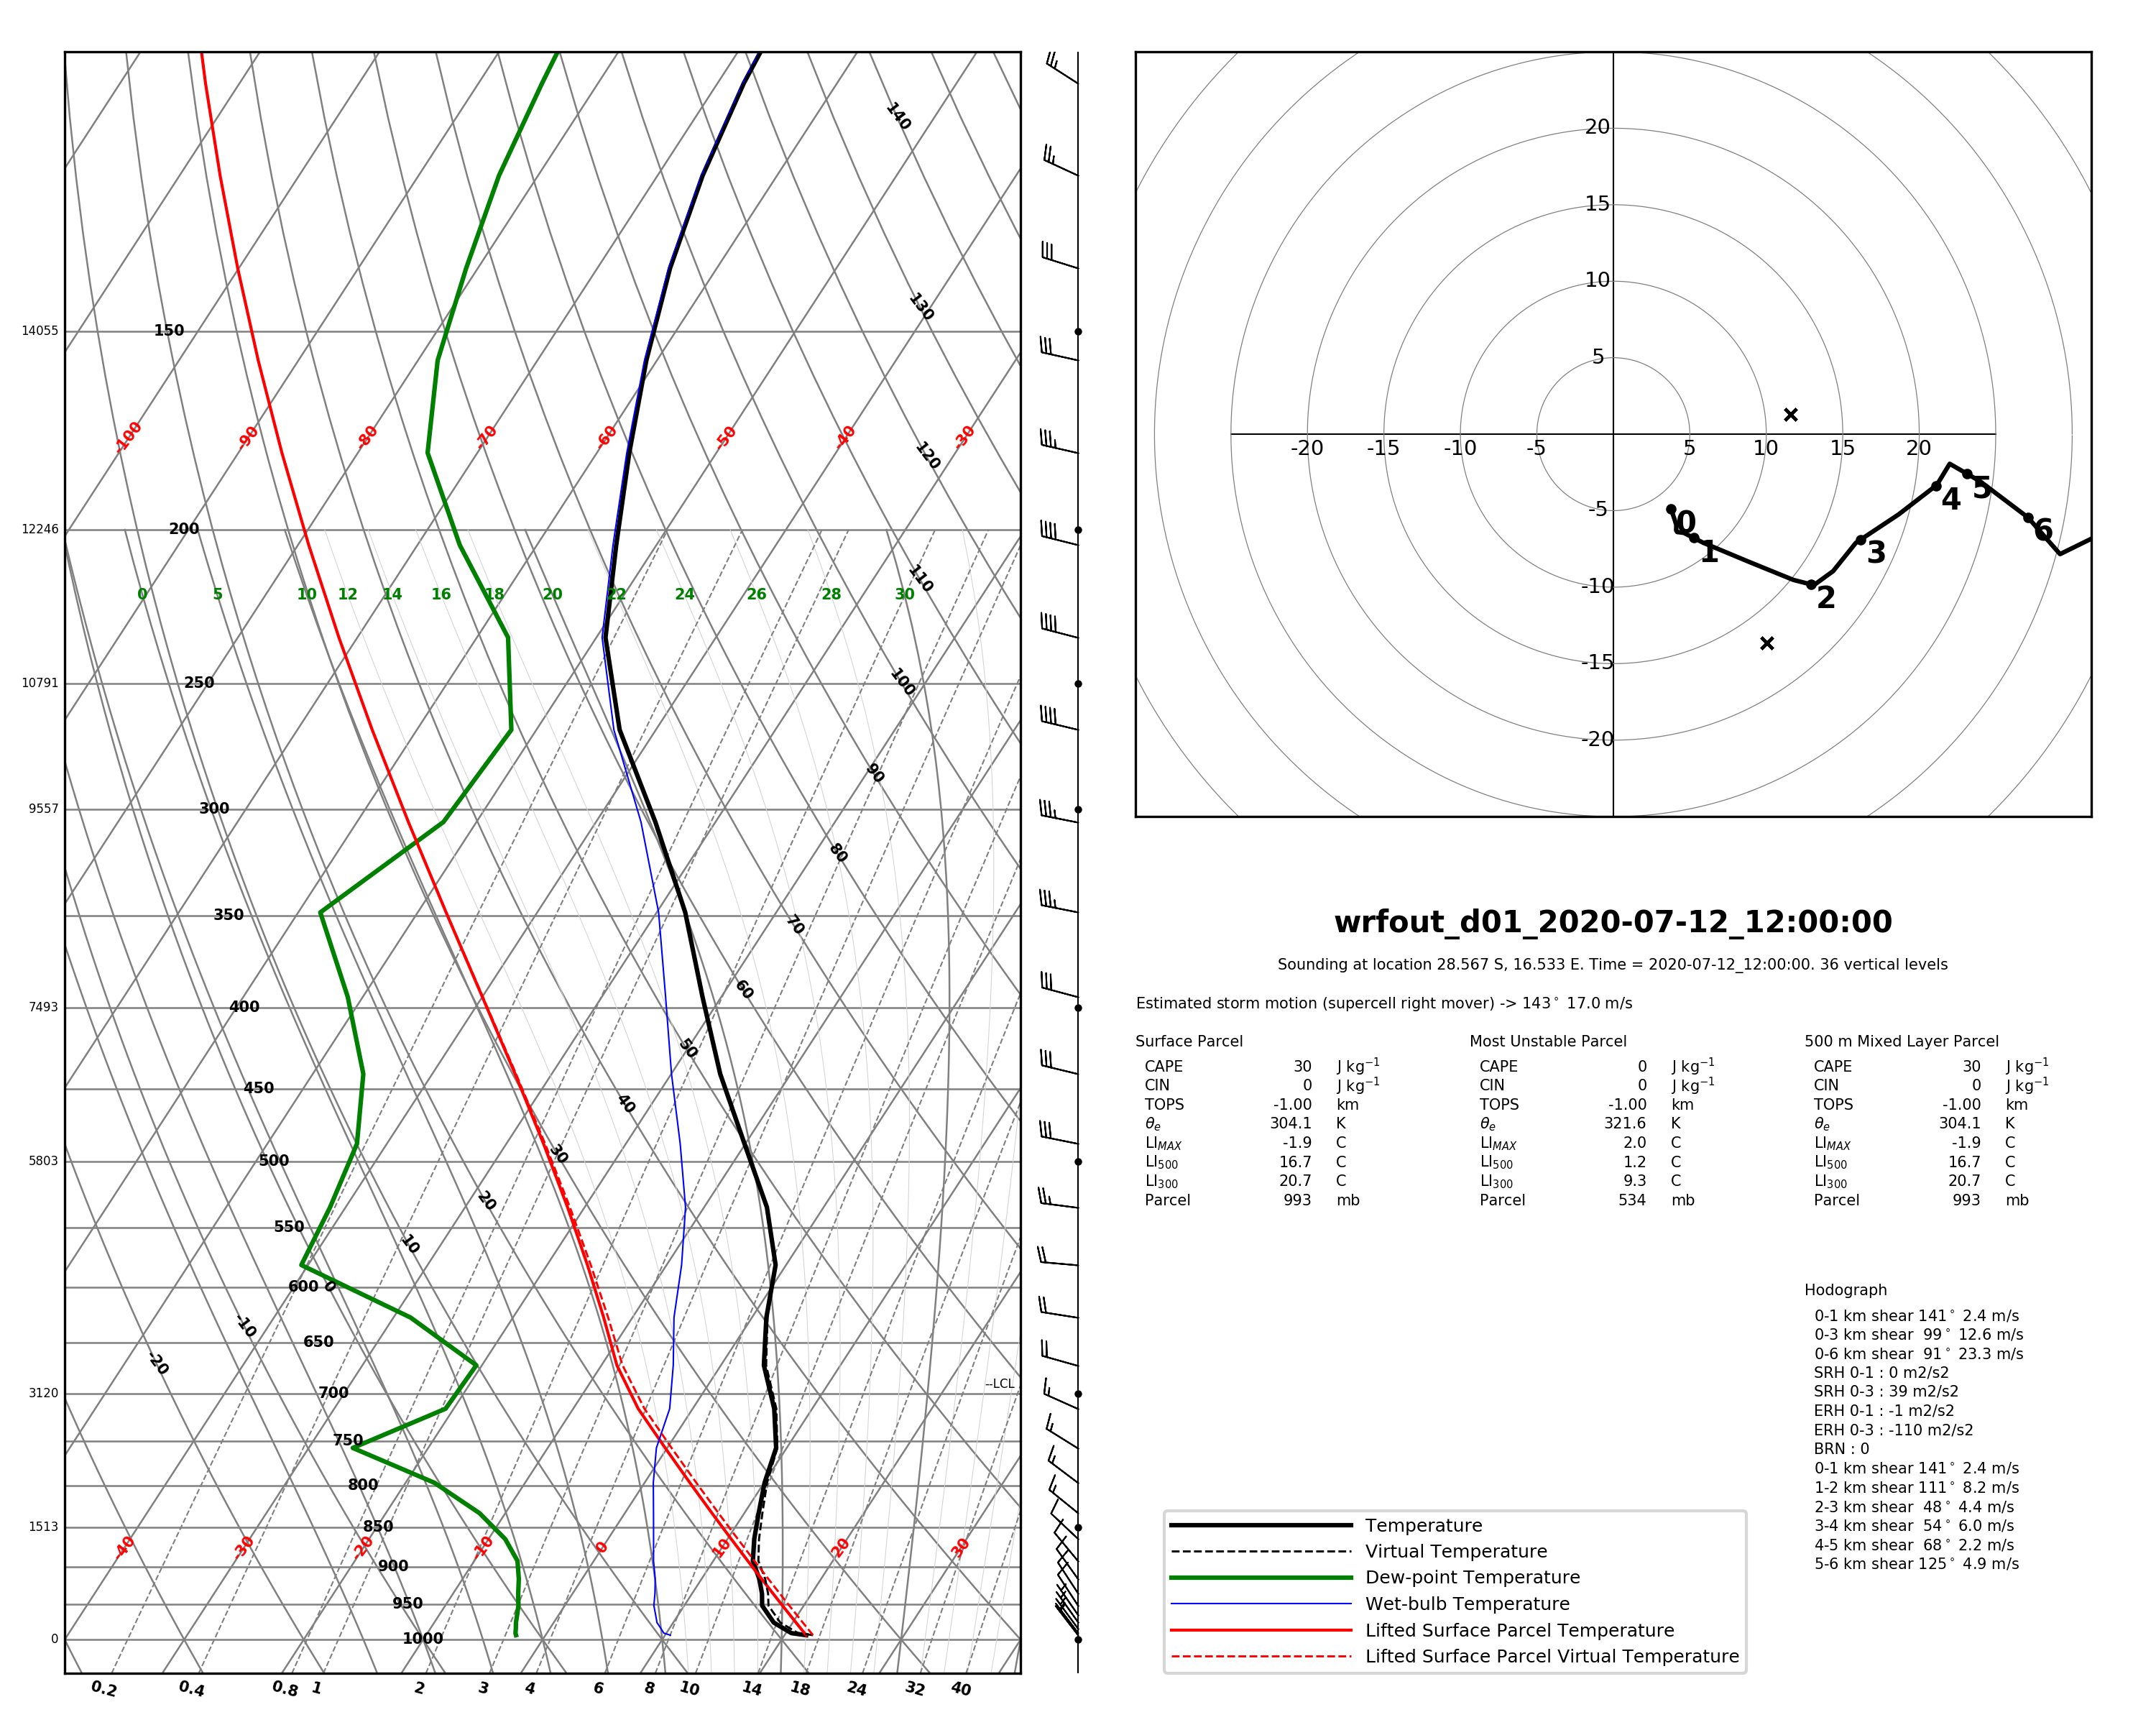 140
130
120
110
100
90
80
70
60
50
40
30
20
10
0
-10
-20
14055 150
-100 -90 -80 -70 -60 -50 -40 -30
12246 200
0 5 10 12 14 16 18 20 22 24 26 28 30
10791 250
9557 300
350
7493 400
450
5803 500
550
600
650
3120 700
--LCL
750
800
1513 850
-40 -30 -20 -10 0 10 20 30
900
950
0 1000
0.2 0.4 0.8 1 2 3 4 6 8 10 14 18 24 32 40
20
15
10
5
-20 -15 -10 -5 5 10 15 20
-5
-10
-15
-20
0 1 2 3 4 5 6
wrfout_d01_2020-07-12_12:00:00
Sounding at location 28.567 S, 16.533 E. Time = 2020-07-12_12:00:00. 36 vertical levels
Estimated storm motion (supercell right mover) -> 143° 17.0 m/s
Surface Parcel
CAPE 30 J kg⁻¹
CIN 0 J kg⁻¹
TOPS -1.00 km
θₑ 304.1 K
LI_MAX -1.9 C
LI₅₀₀ 16.7 C
LI₃₀₀ 20.7 C
Parcel 993 mb
Most Unstable Parcel
CAPE 0 J kg⁻¹
CIN 0 J kg⁻¹
TOPS -1.00 km
θₑ 321.6 K
LI_MAX 2.0 C
LI₅₀₀ 1.2 C
LI₃₀₀ 9.3 C
Parcel 534 mb
500 m Mixed Layer Parcel
CAPE 30 J kg⁻¹
CIN 0 J kg⁻¹
TOPS -1.00 km
θₑ 304.1 K
LI_MAX -1.9 C
LI₅₀₀ 16.7 C
LI₃₀₀ 20.7 C
Parcel 993 mb
Hodograph
0-1 km shear 141° 2.4 m/s
0-3 km shear 99° 12.6 m/s
0-6 km shear 91° 23.3 m/s
SRH 0-1 : 0 m2/s2
SRH 0-3 : 39 m2/s2
ERH 0-1 : -1 m2/s2
ERH 0-3 : -110 m2/s2
BRN : 0
0-1 km shear 141° 2.4 m/s
1-2 km shear 111° 8.2 m/s
2-3 km shear 48° 4.4 m/s
3-4 km shear 54° 6.0 m/s
4-5 km shear 68° 2.2 m/s
5-6 km shear 125° 4.9 m/s
Temperature
Virtual Temperature
Dew-point Temperature
Wet-bulb Temperature
Lifted Surface Parcel Temperature
Lifted Surface Parcel Virtual Temperature